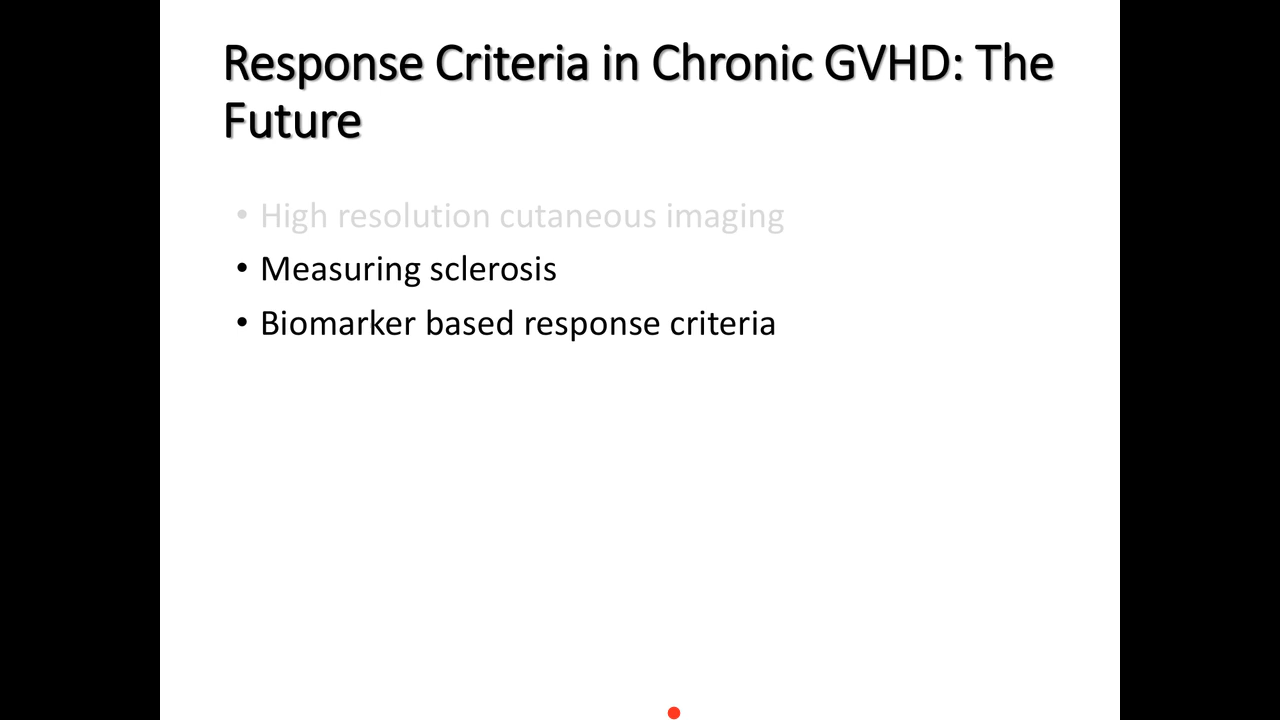 Response Criteria in Chronic GVHD: The
Future
• High resolution cutaneous imaging
• Measuring sclerosis
• Biomarker based response criteria